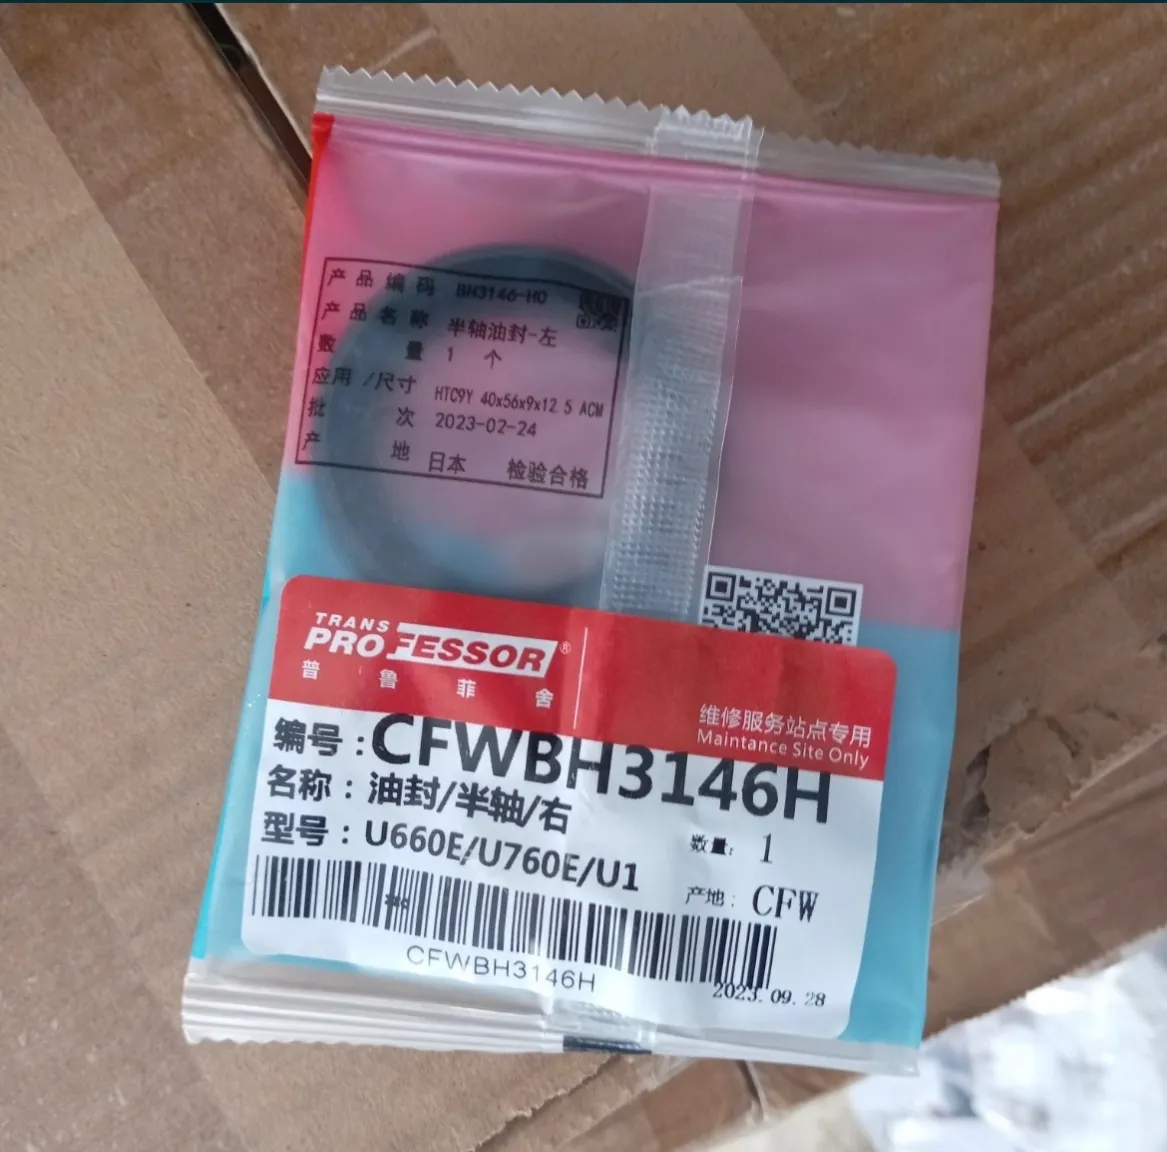 产品编码 BH3146-H0
产品名称 半轴油封-左
数量 1 个
应用/尺寸 HTC9Y 40x56x9x12.5 ACM
批次 2023-02-24
产地 日本 检验合格
TRANS
PROFESSOR®
普鲁菲舍
维修服务站点专用
Maintance Site Only
编号:CFWBH3146H
名称:油封/半轴/右
型号:U660E/U760E/U1
数量: 1
产地: CFW
CFWBH3146H
2023.09.28